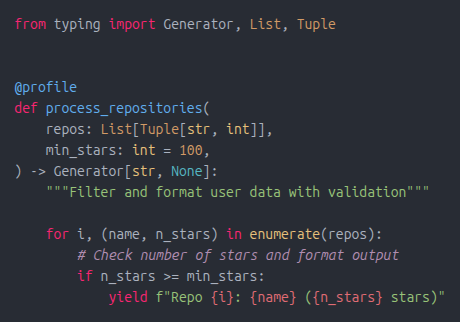 from typing import Generator, List, Tuple


@profile
def process_repositories(
    repos: List[Tuple[str, int]],
    min_stars: int = 100,
) -> Generator[str, None]:
    """Filter and format user data with validation"""

    for i, (name, n_stars) in enumerate(repos):
        # Check number of stars and format output
        if n_stars >= min_stars:
            yield f"Repo {i}: {name} ({n_stars} stars)"